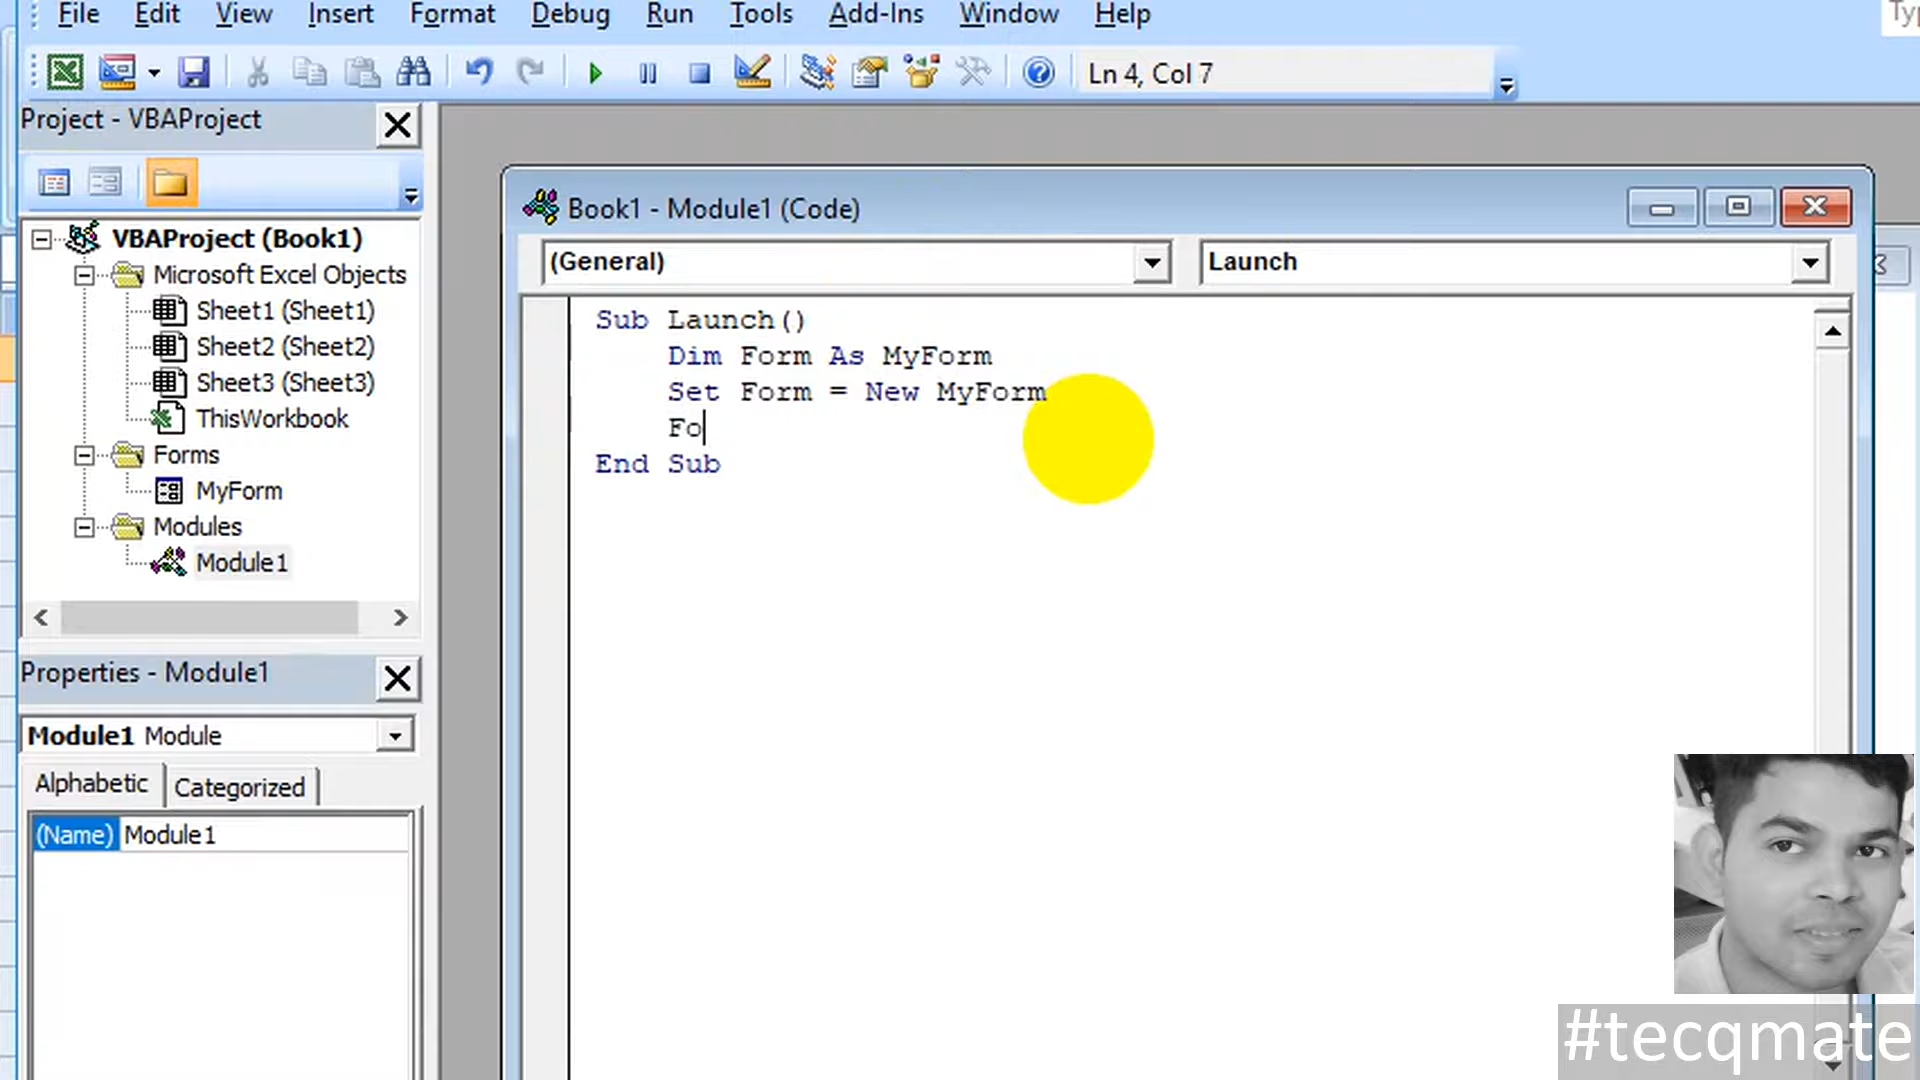 File Edit View Insert Format Debug Run Tools Add-Ins Window Help
Ln 4, Col 7
Project - VBAProject
VBAProject (Book1)
Microsoft Excel Objects
Sheet1 (Sheet1)
Sheet2 (Sheet2)
Sheet3 (Sheet3)
ThisWorkbook
Forms
MyForm
Modules
Module1
Properties - Module1
Module1 Module
Alphabetic Categorized
(Name) Module1
Book1 - Module1 (Code)
(General) Launch
Sub Launch()
Dim Form As MyForm
Set Form = New MyForm
Fo
End Sub
#tecqmate